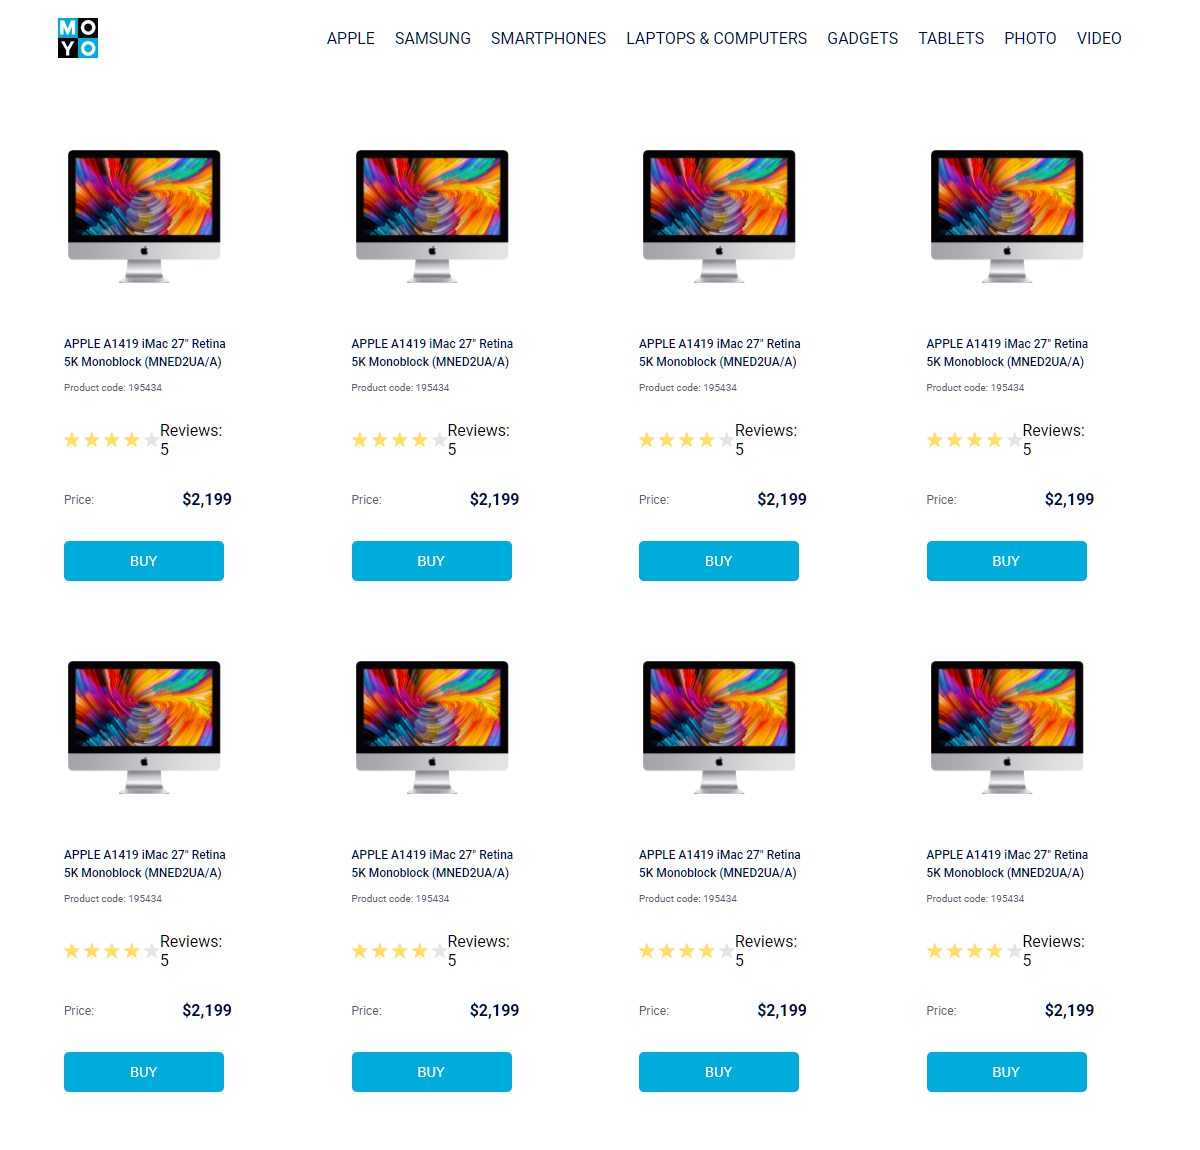 MO
YO
APPLE SAMSUNG SMARTPHONES LAPTOPS & COMPUTERS GADGETS TABLETS PHOTO VIDEO
APPLE A1419 iMac 27" Retina
5K Monoblock (MNED2UA/A)
Product code: 195434
Reviews:
5
Price: $2,199
BUY
APPLE A1419 iMac 27" Retina
5K Monoblock (MNED2UA/A)
Product code: 195434
Reviews:
5
Price: $2,199
BUY
APPLE A1419 iMac 27" Retina
5K Monoblock (MNED2UA/A)
Product code: 195434
Reviews:
5
Price: $2,199
BUY
APPLE A1419 iMac 27" Retina
5K Monoblock (MNED2UA/A)
Product code: 195434
Reviews:
5
Price: $2,199
BUY
APPLE A1419 iMac 27" Retina
5K Monoblock (MNED2UA/A)
Product code: 195434
Reviews:
5
Price: $2,199
BUY
APPLE A1419 iMac 27" Retina
5K Monoblock (MNED2UA/A)
Product code: 195434
Reviews:
5
Price: $2,199
BUY
APPLE A1419 iMac 27" Retina
5K Monoblock (MNED2UA/A)
Product code: 195434
Reviews:
5
Price: $2,199
BUY
APPLE A1419 iMac 27" Retina
5K Monoblock (MNED2UA/A)
Product code: 195434
Reviews:
5
Price: $2,199
BUY